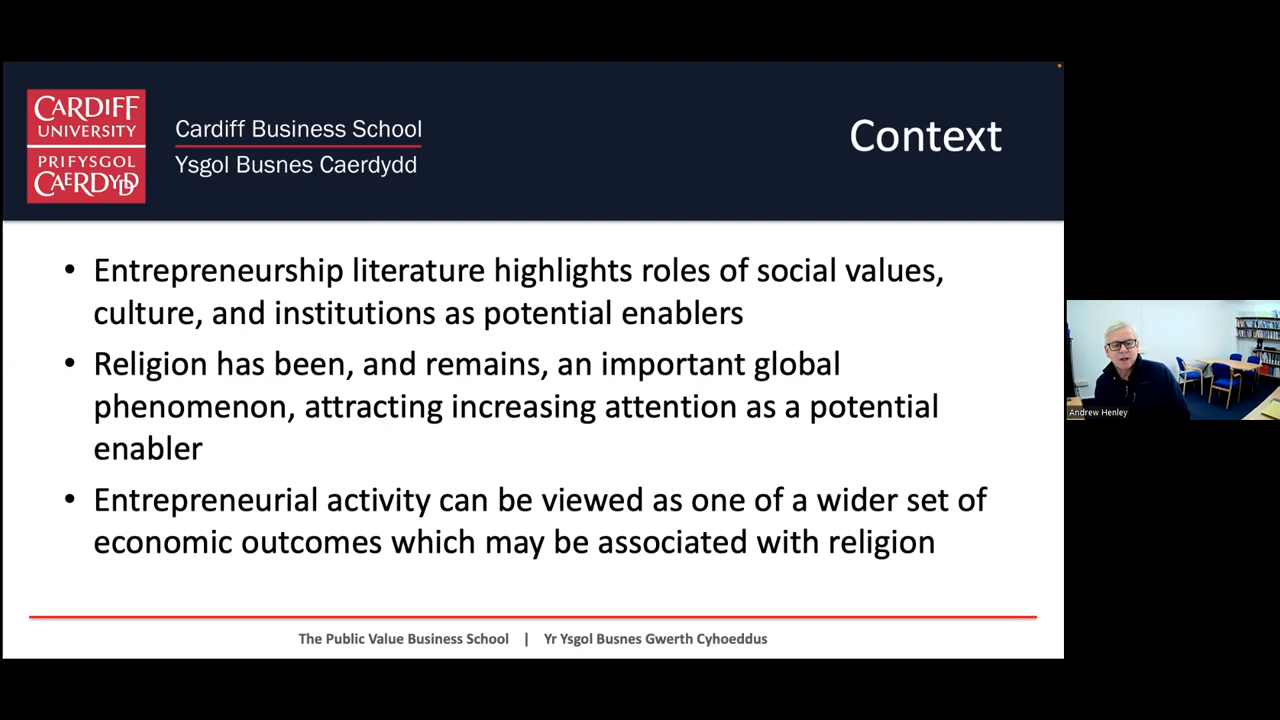 CARDIFF
UNIVERSITY
PRIFYSGOL
CAERDYDD
Cardiff Business School
Ysgol Busnes Caerdydd
Context
• Entrepreneurship literature highlights roles of social values,
culture, and institutions as potential enablers
• Religion has been, and remains, an important global
phenomenon, attracting increasing attention as a potential
enabler
• Entrepreneurial activity can be viewed as one of a wider set of
economic outcomes which may be associated with religion
The Public Value Business School | Yr Ysgol Busnes Gwerth Cyhoeddus
Andrew Henley